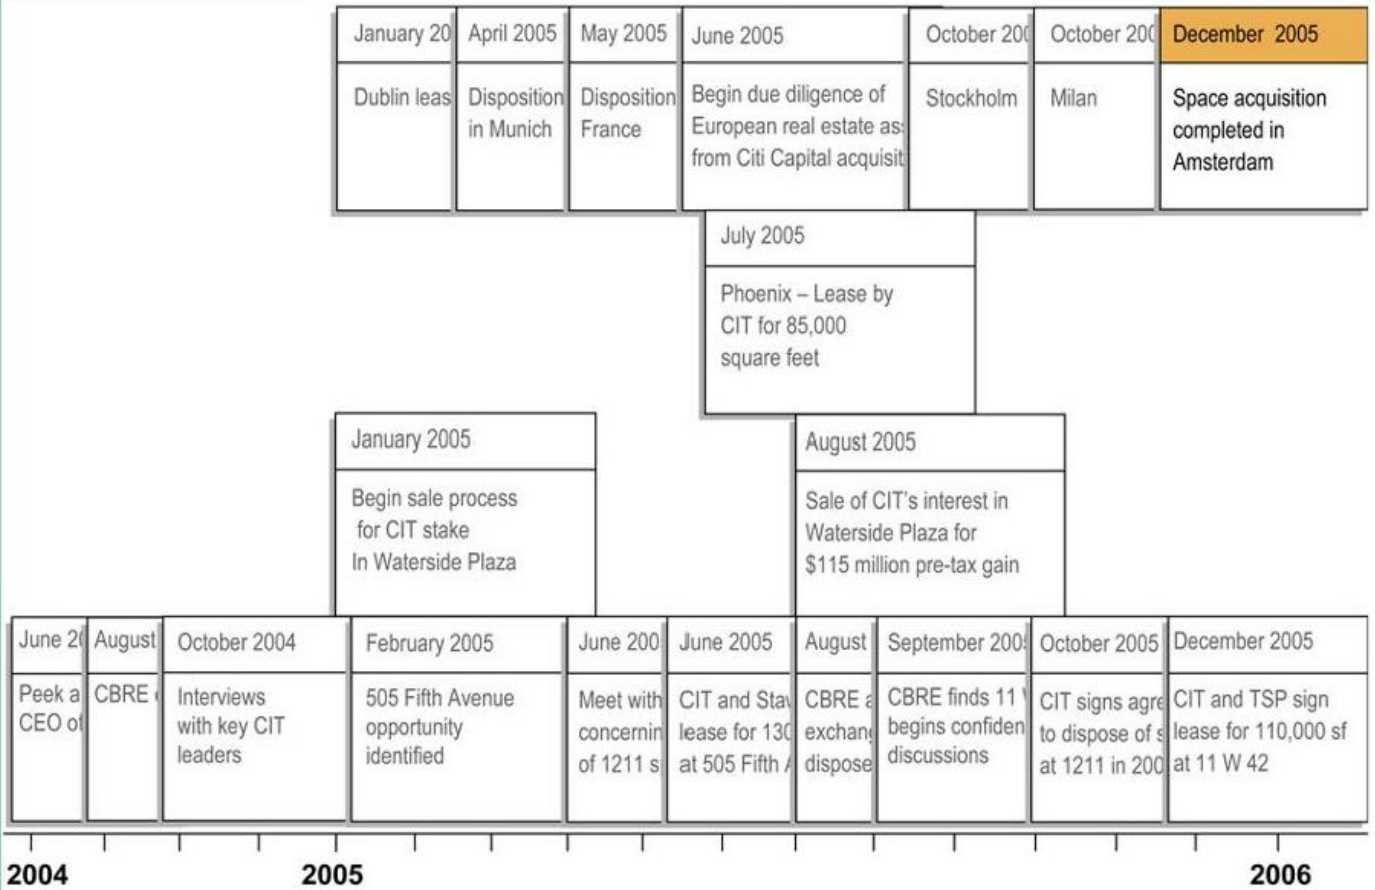 January 20
Dublin leas
April 2005
Disposition
in Munich
May 2005
Disposition
France
June 2005
Begin due diligence of
European real estate as
from Citi Capital acquisit
October 200
Stockholm
October 200
Milan
December 2005
Space acquisition
completed in
Amsterdam
July 2005
Phoenix – Lease by
CIT for 85,000
square feet
January 2005
Begin sale process
for CIT stake
In Waterside Plaza
August 2005
Sale of CIT's interest in
Waterside Plaza for
$115 million pre-tax gain
June 20
Peek a
CEO of
August
CBRE
October 2004
Interviews
with key CIT
leaders
February 2005
505 Fifth Avenue
opportunity
identified
June 200
Meet with
concernin
of 1211 s
June 2005
CIT and Stav
lease for 130
at 505 Fifth A
August
CBRE a
exchang
dispose
September 2005
CBRE finds 11
begins confiden
discussions
October 2005
CIT signs agre
to dispose of s
at 1211 in 200
December 2005
CIT and TSP sign
lease for 110,000 sf
at 11 W 42
2004
2005
2006